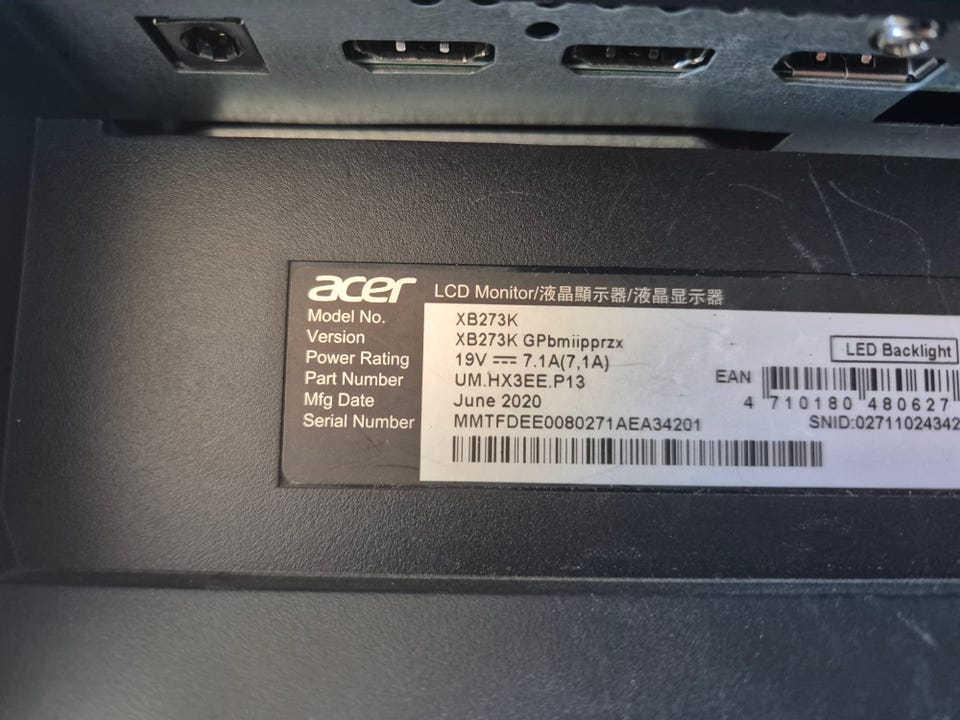 acer LCD Monitor/液晶顯示器/液晶显示器
Model No. XB273K
Version XB273K GPbmiipprzx
Power Rating 19V ⎓ 7.1A(7,1A)
Part Number UM.HX3EE.P13
Mfg Date June 2020
Serial Number MMTFDEE0080271AEA34201
LED Backlight
EAN
4 710180 480627
SNID:02711024342